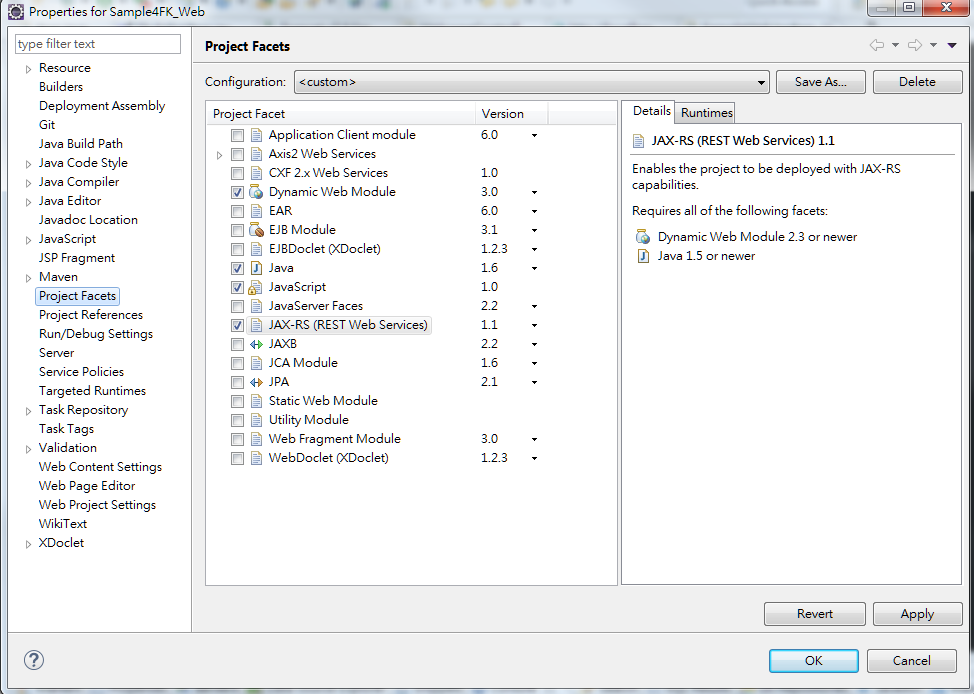 Properties for Sample4FK_Web
type filter text
Resource
Builders
Deployment Assembly
Git
Java Build Path
Java Code Style
Java Compiler
Java Editor
Javadoc Location
JavaScript
JSP Fragment
Maven
Project Facets
Project References
Run/Debug Settings
Server
Service Policies
Targeted Runtimes
Task Repository
Task Tags
Validation
Web Content Settings
Web Page Editor
Web Project Settings
WikiText
XDoclet
Project Facets
Configuration: <custom> Save As... Delete
Project Facet Version
Application Client module 6.0
Axis2 Web Services
CXF 2.x Web Services 1.0
Dynamic Web Module 3.0
EAR 6.0
EJB Module 3.1
EJBDoclet (XDoclet) 1.2.3
Java 1.6
JavaScript 1.0
JavaServer Faces 2.2
JAX-RS (REST Web Services) 1.1
JAXB 2.2
JCA Module 1.6
JPA 2.1
Static Web Module
Utility Module
Web Fragment Module 3.0
WebDoclet (XDoclet) 1.2.3
Details Runtimes
JAX-RS (REST Web Services) 1.1
Enables the project to be deployed with JAX-RS
capabilities.
Requires all of the following facets:
Dynamic Web Module 2.3 or newer
Java 1.5 or newer
Revert Apply
OK Cancel